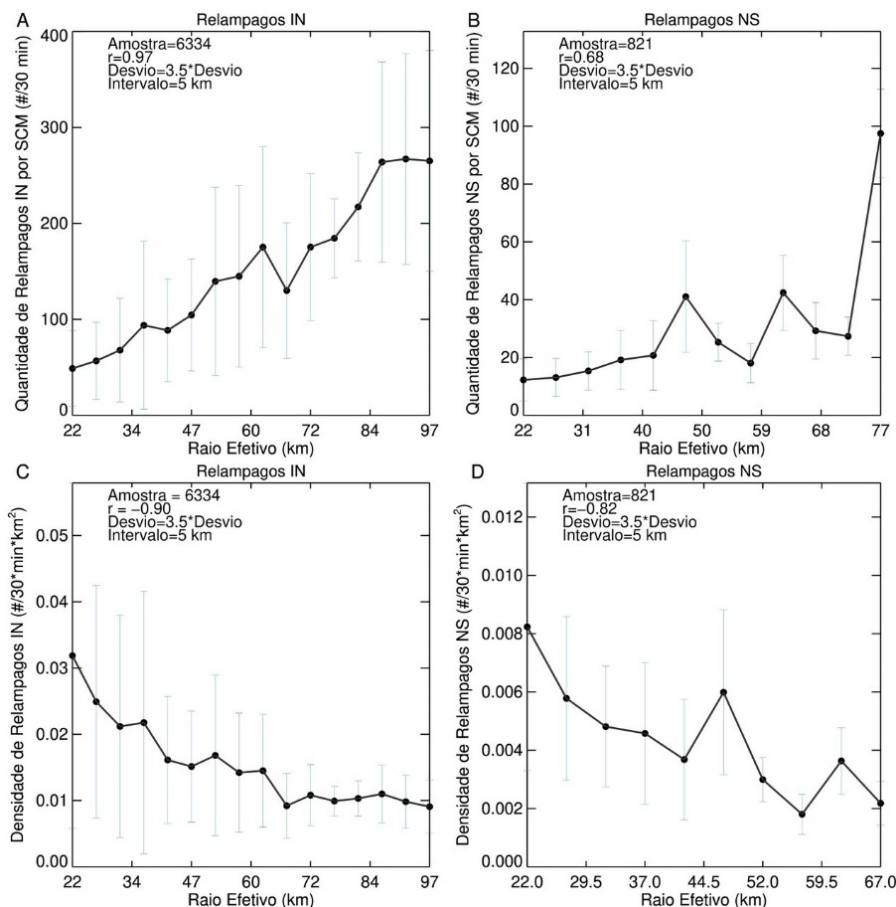 A
Relampagos IN
Amostra=6334
r=0.97
Desvio=3.5*Desvio
Intervalo=5 km
Quantidade de Relampagos IN por SCM (#/30 min)
400
300
200
100
0
22 34 47 60 72 84 97
Raio Efetivo (km)
B
Relampagos NS
Amostra=821
r=0.68
Desvio=3.5*Desvio
Intervalo=5 km
Quantidade de Relampagos NS por SCM (#/30 min)
120
100
80
60
40
20
0
22 31 38 47 50 59 68 77
Raio Efetivo (km)
C
Relampagos IN
Amostra = 6334
r = −0.90
Desvio=3.5*Desvio
Intervalo=5 km
Densidade de Relampagos IN (#/30*min*km²)
0.05
0.04
0.03
0.02
0.01
0.00
22 34 47 60 72 84 97
Raio Efetivo (km)
D
Relampagos NS
Amostra=821
r=−0.82
Desvio=3.5*Desvio
Intervalo=5 km
Densidade de Relampagos NS (#/30*min*km²)
0.012
0.010
0.008
0.006
0.004
0.002
0.000
22.0 29.5 37.0 44.5 52.0 59.5 67.0
Raio Efetivo (km)